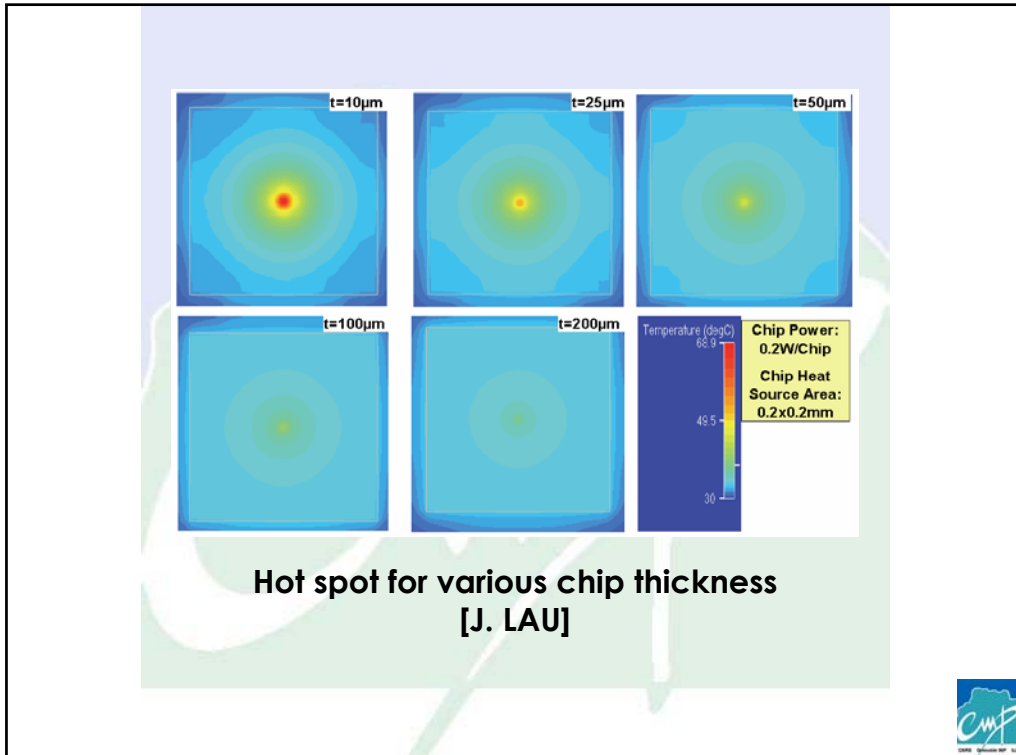 t=10µm
t=25µm
t=50µm
t=100µm
t=200µm
Temperature (degC)
68.9
49.5
30
Chip Power:
0.2W/Chip
Chip Heat
Source Area:
0.2x0.2mm
Hot spot for various chip thickness
[J. LAU]
CMP